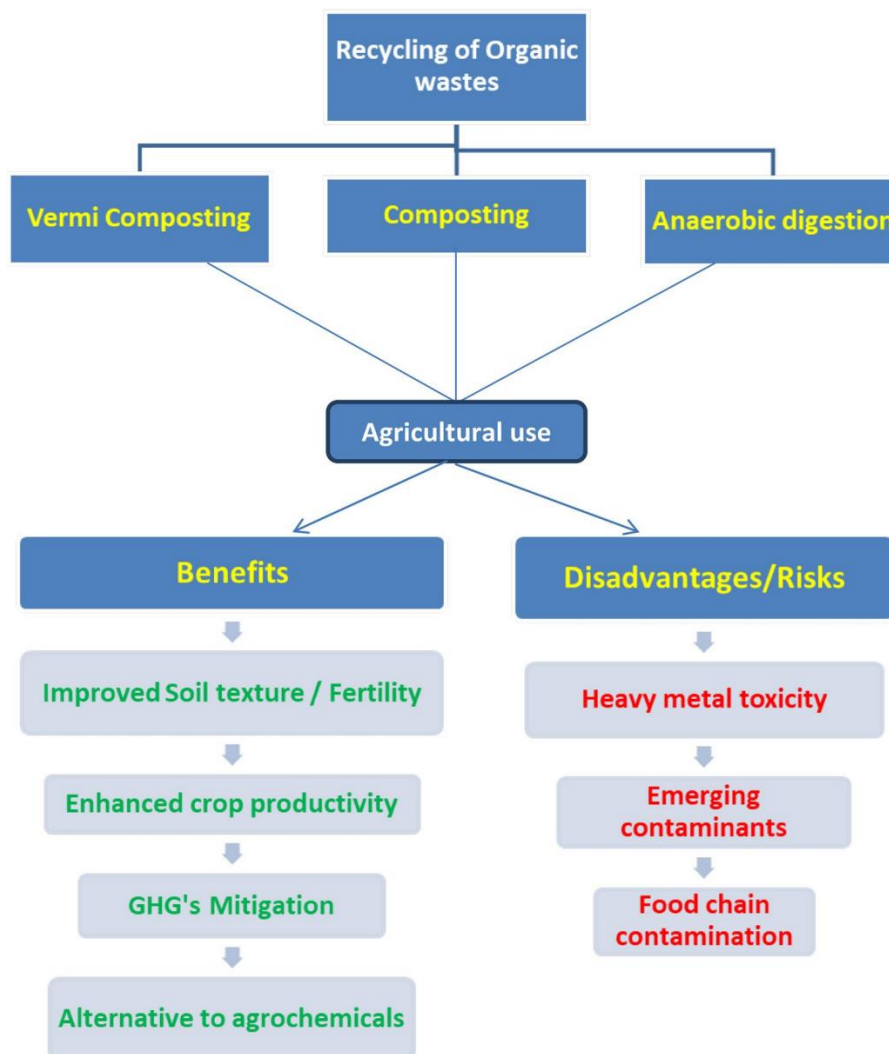 Recycling of Organic
wastes
Vermi Composting
Composting
Anaerobic digestion
Agricultural use
Benefits
Disadvantages/Risks
Improved Soil texture / Fertility
Enhanced crop productivity
GHG's Mitigation
Alternative to agrochemicals
Heavy metal toxicity
Emerging
contaminants
Food chain
contamination